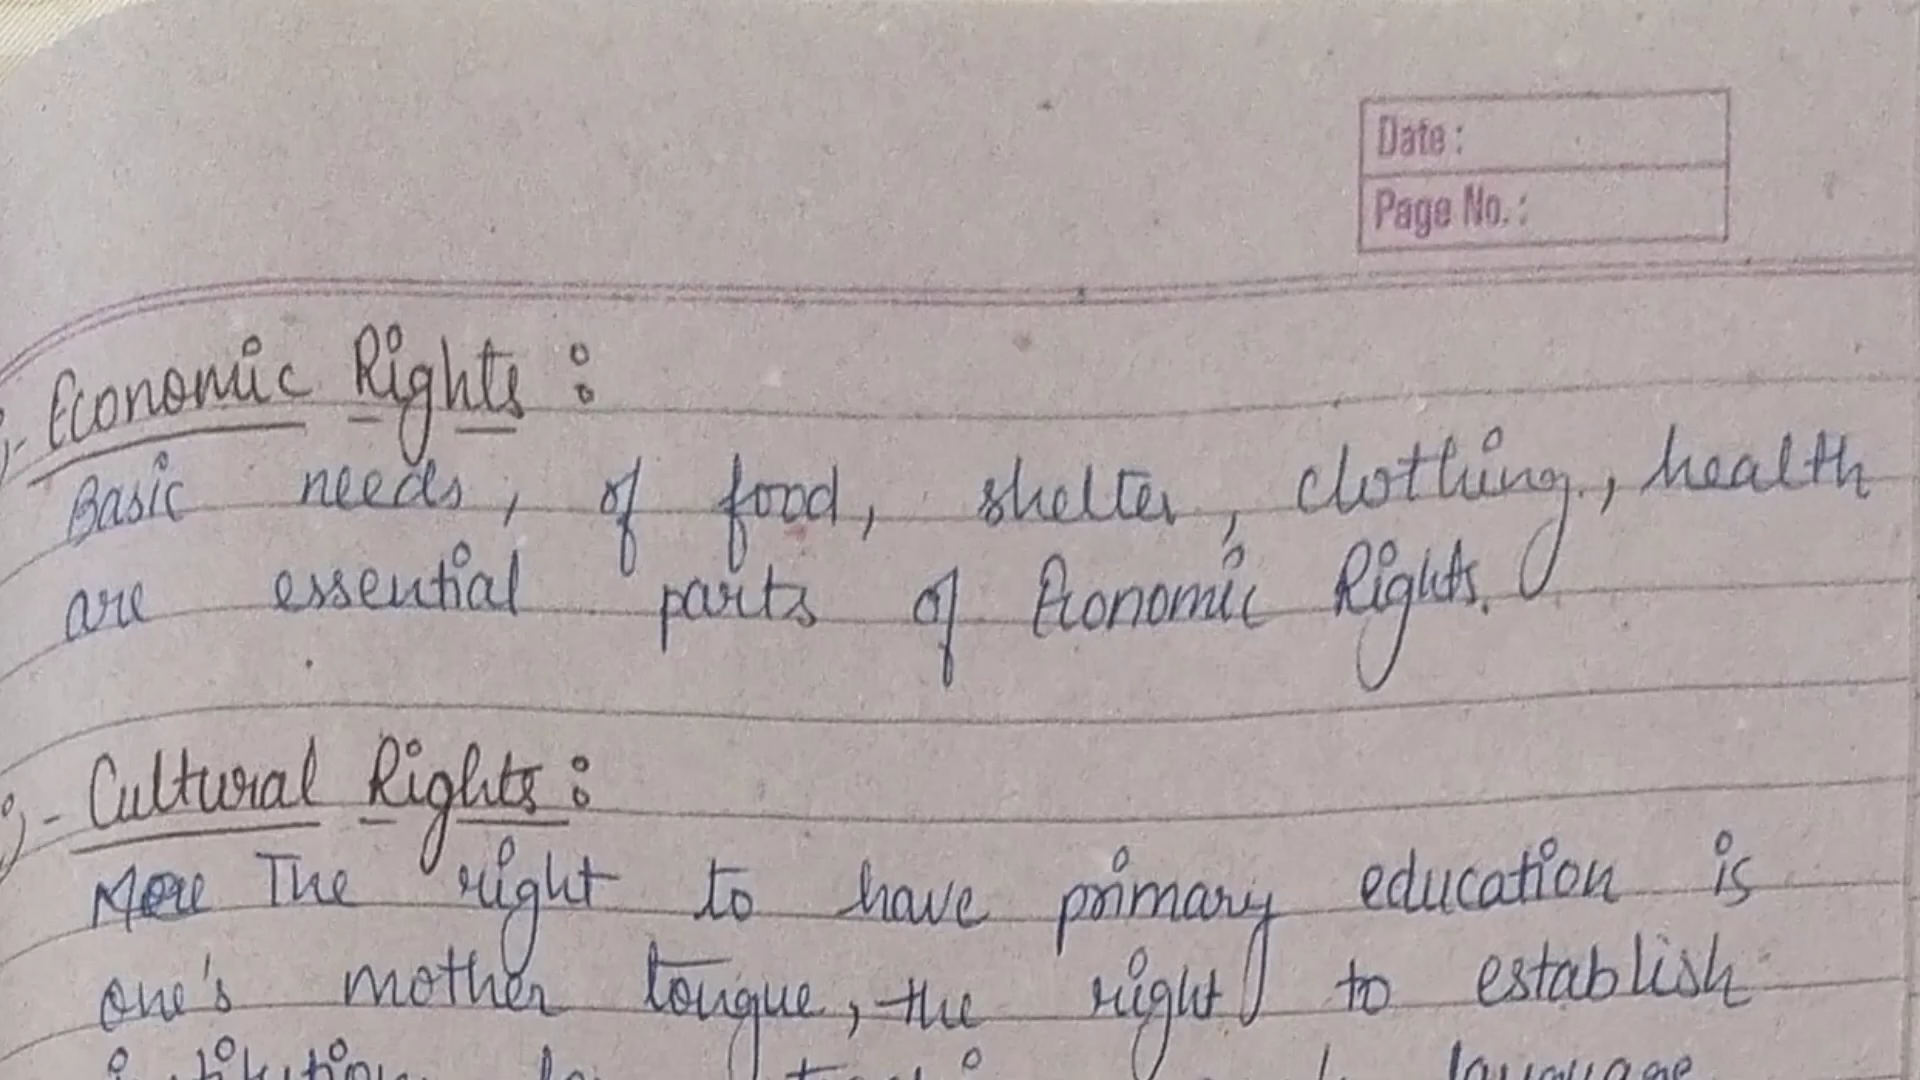 Date :
Page No. :
- Economic Rights :
Basic needs, of food, shelter, clothing, health
are essential parts of Economic Rights.
- Cultural Rights :
More The right to have primary education is
one's mother tongue, the right to establish
language